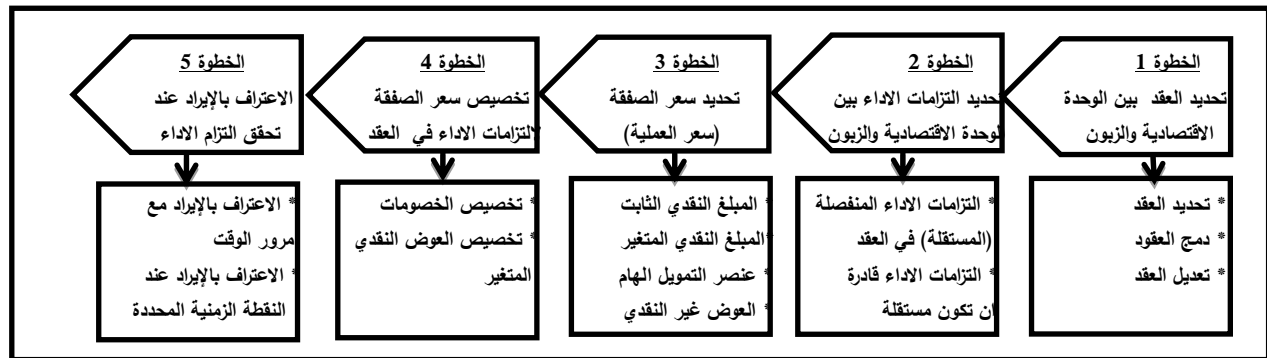 الخطوة 1
تحديد العقد بين الوحدة
الاقتصادية والزبون
* تحديد العقد
* دمج العقود
* تعديل العقد
الخطوة 2
تحديد التزامات الاداء بين
الوحدة الاقتصادية والزبون
* التزامات الاداء المنفصلة
(المستقلة) في العقد
* التزامات الاداء قادرة
ان تكون مستقلة
الخطوة 3
تحديد سعر الصفقة
(سعر العملية)
* المبلغ النقدي الثابت
*المبلغ النقدي المتغير
* عنصر التمويل الهام
* العوض غير النقدي
الخطوة 4
تخصيص سعر الصفقة
لالتزامات الاداء في العقد
* تخصيص الخصومات
* تخصيص العوض النقدي
المتغير
الخطوة 5
الاعتراف بالإيراد عند
تحقق التزام الاداء
* الاعتراف بالإيراد مع
مرور الوقت
* الاعتراف بالإيراد عند
النقطة الزمنية المحددة